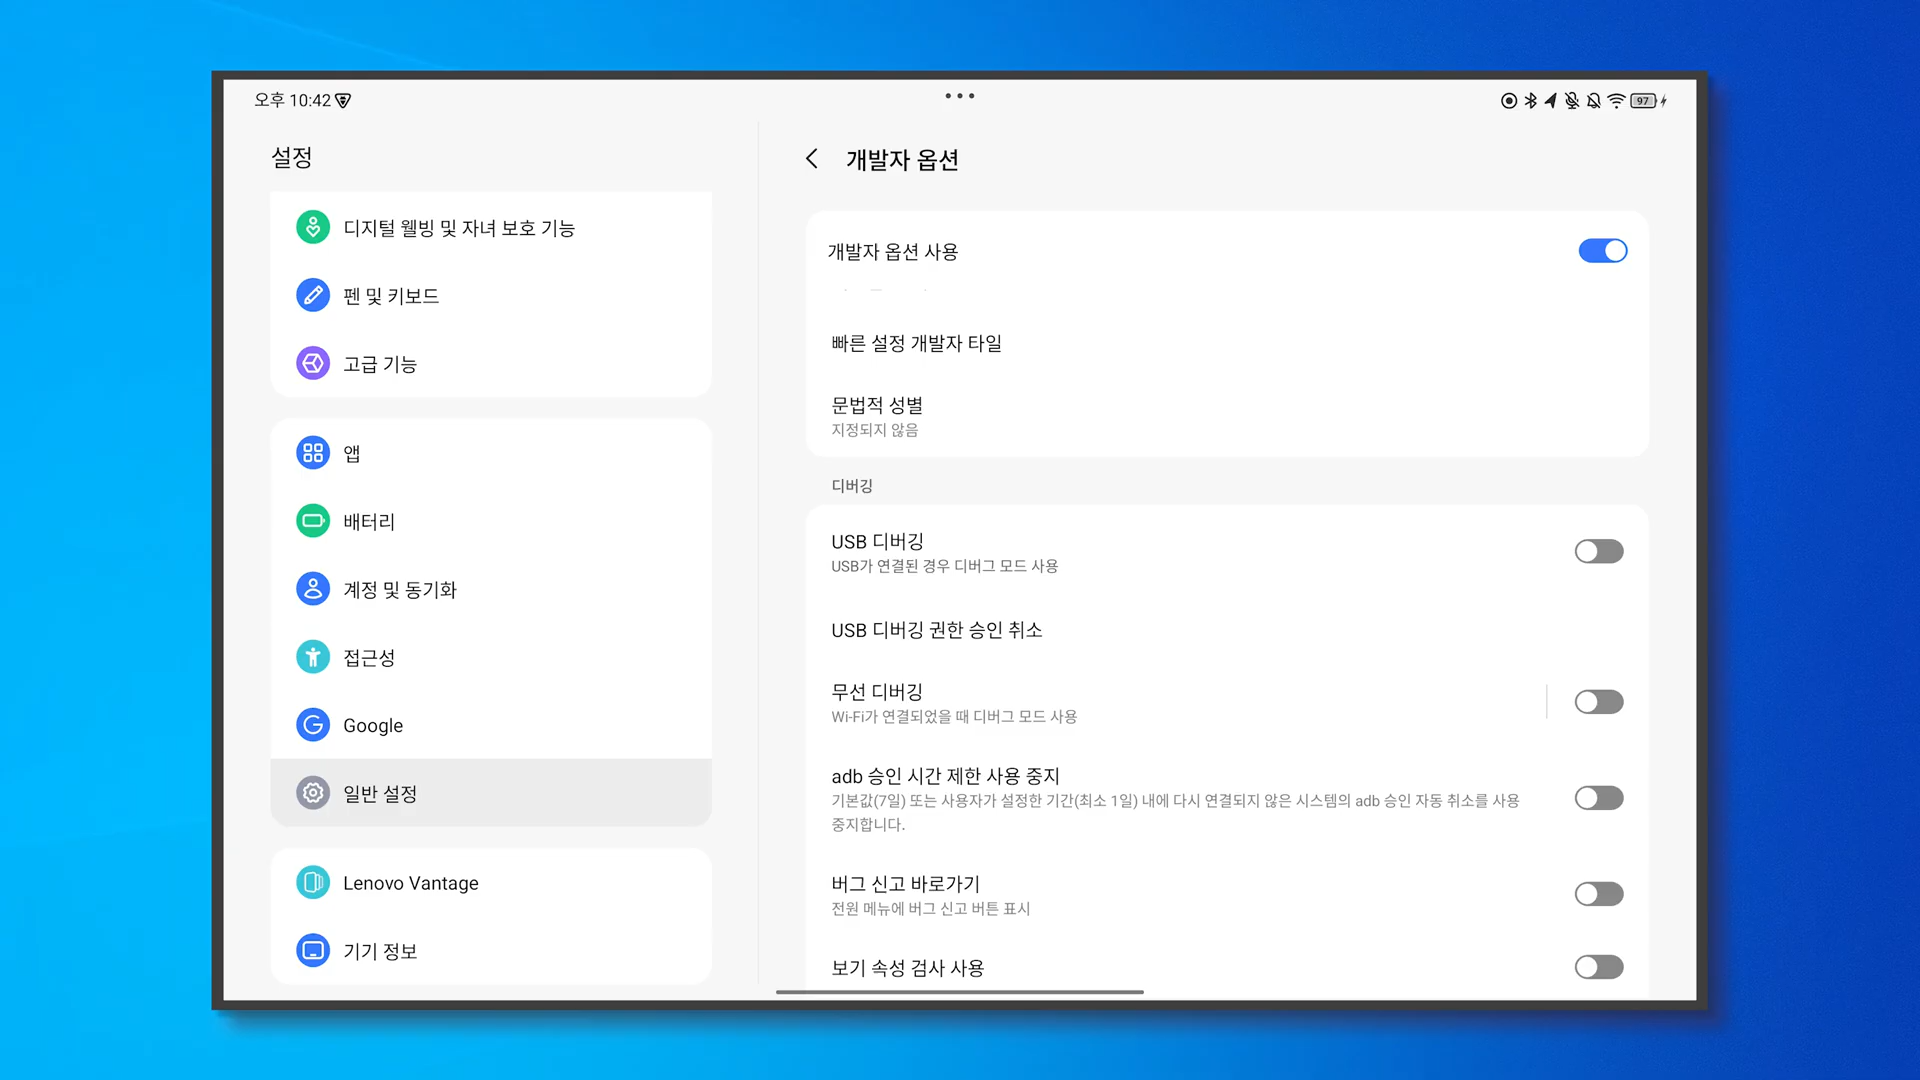 오후 10:42
97
설정
디지털 웰빙 및 자녀 보호 기능
펜 및 키보드
고급 기능
앱
배터리
계정 및 동기화
접근성
Google
일반 설정
Lenovo Vantage
기기 정보
개발자 옵션
개발자 옵션 사용
빠른 설정 개발자 타일
문법적 성별
지정되지 않음
디버깅
USB 디버깅
USB가 연결된 경우 디버그 모드 사용
USB 디버깅 권한 승인 취소
무선 디버깅
Wi-Fi가 연결되었을 때 디버그 모드 사용
adb 승인 시간 제한 사용 중지
기본값(7일) 또는 사용자가 설정한 기간(최소 1일) 내에 다시 연결되지 않은 시스템의 adb 승인 자동 취소를 사용
중지합니다.
버그 신고 바로가기
전원 메뉴에 버그 신고 버튼 표시
보기 속성 검사 사용